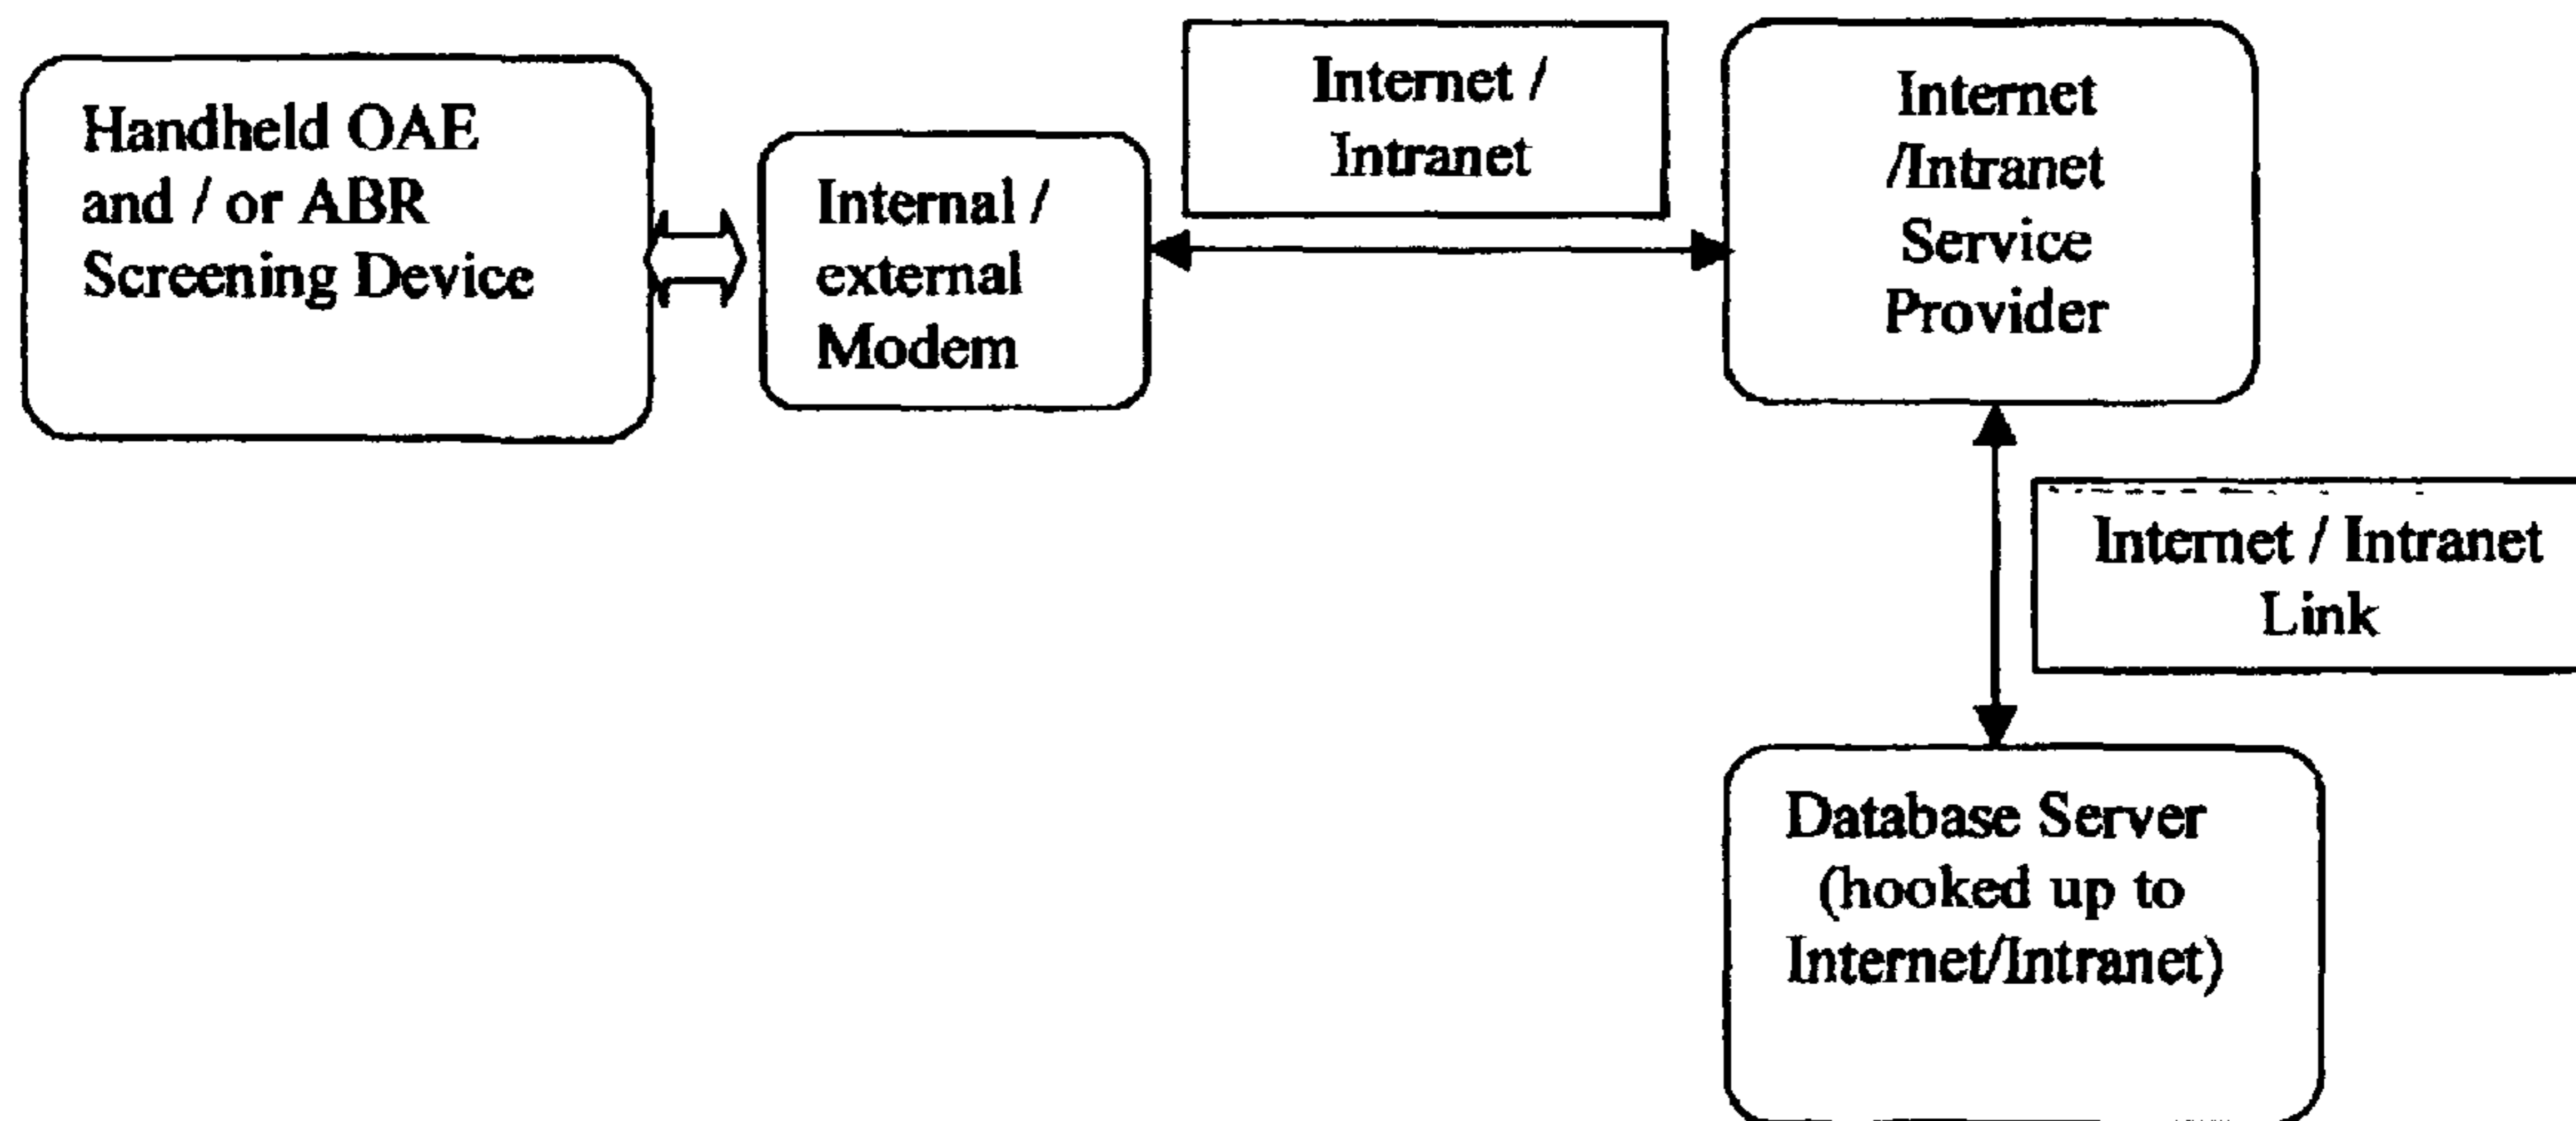 Handheld OAE
and / or ABR
Screening Device
Internal /
external
Modem
Internet /
Intranet
Internet
/Intranet
Service
Provider
Internet / Intranet
Link
Database Server
(hooked up to
Internet/Intranet)